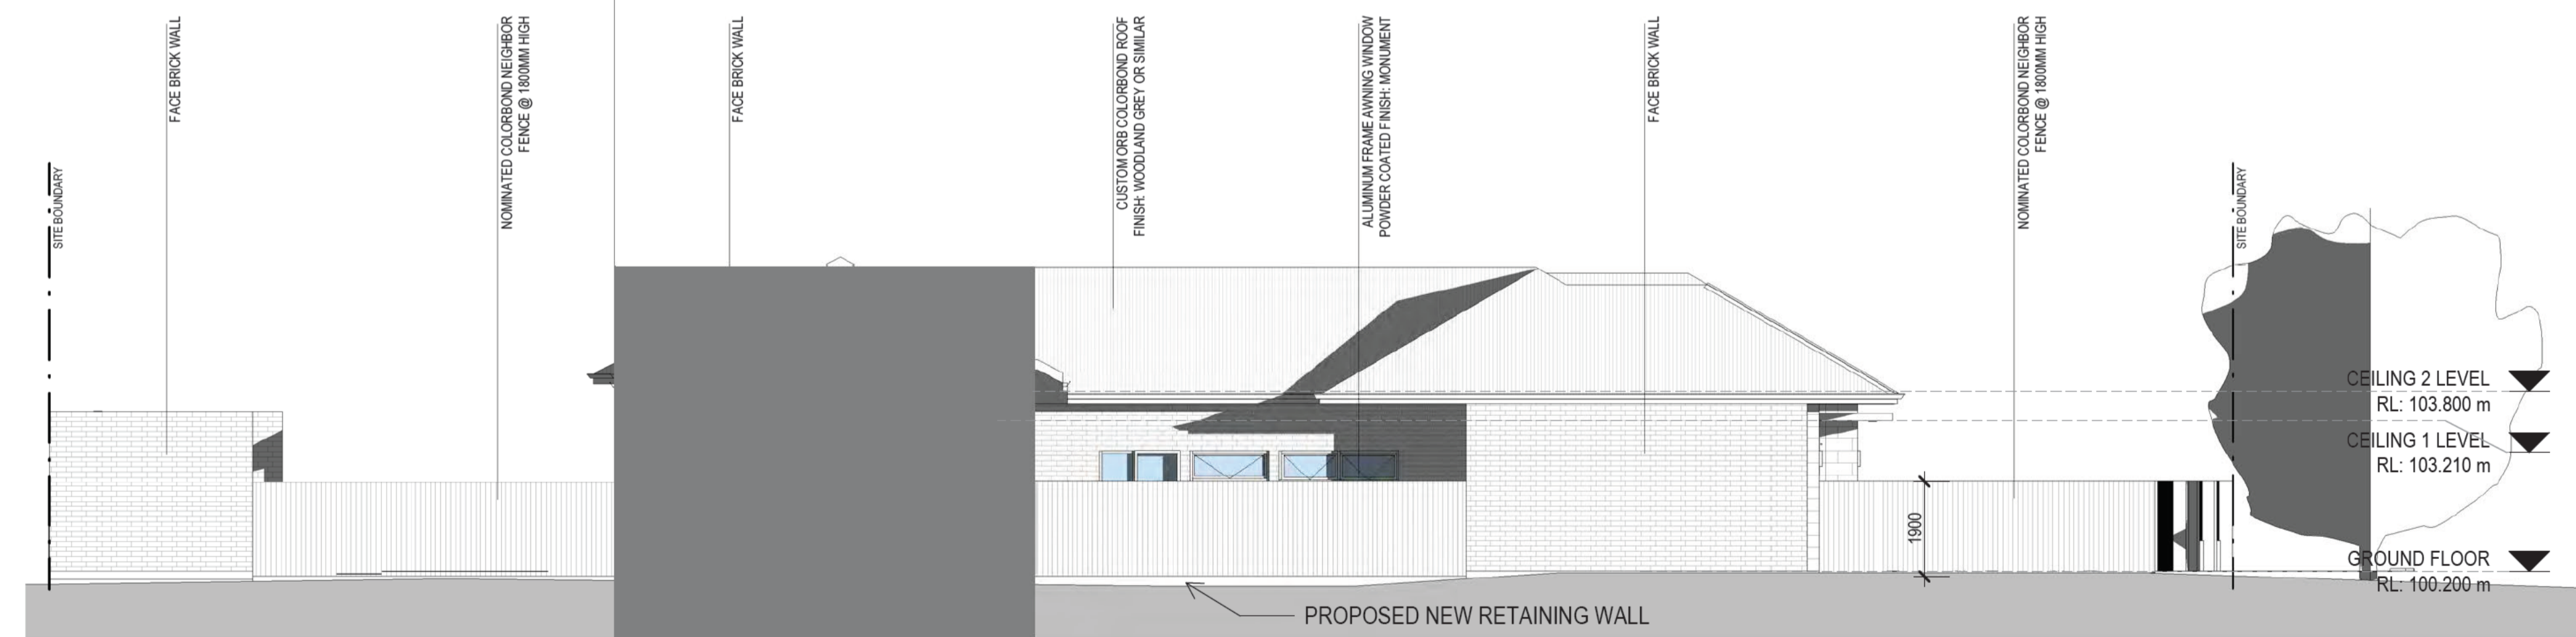 FACE BRICK WALL
NOMINATED COLORBOND NEIGHBOR
FENCE @ 1800MM HIGH
FACE BRICK WALL
CUSTOM ORB COLORBOND ROOF
FINISH: WOODLAND GREY OR SIMILAR
ALUMINUM FRAME AWNING WINDOW
POWDER COATED FINISH: MONUMENT
FACE BRICK WALL
NOMINATED COLORBOND NEIGHBOR
FENCE @ 1800MM HIGH
SITE BOUNDARY
SITE BOUNDARY
CEILING 2 LEVEL
RL: 103.800 m
CEILING 1 LEVEL
RL: 103.210 m
1900
GROUND FLOOR
RL: 100.200 m
PROPOSED NEW RETAINING WALL